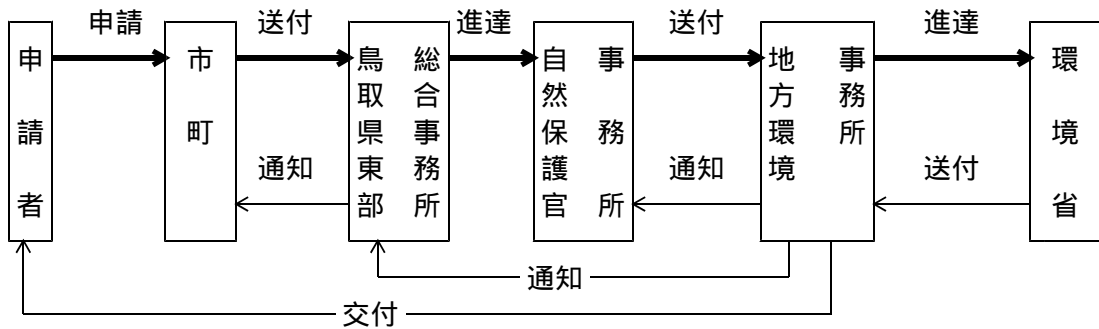 申請
送付
進達
送付
進達
申請者
市町
鳥取県東部
総合事務所
自然保護官
事務所
地方環境
事務所
環境省
通知
通知
送付
通知
交付